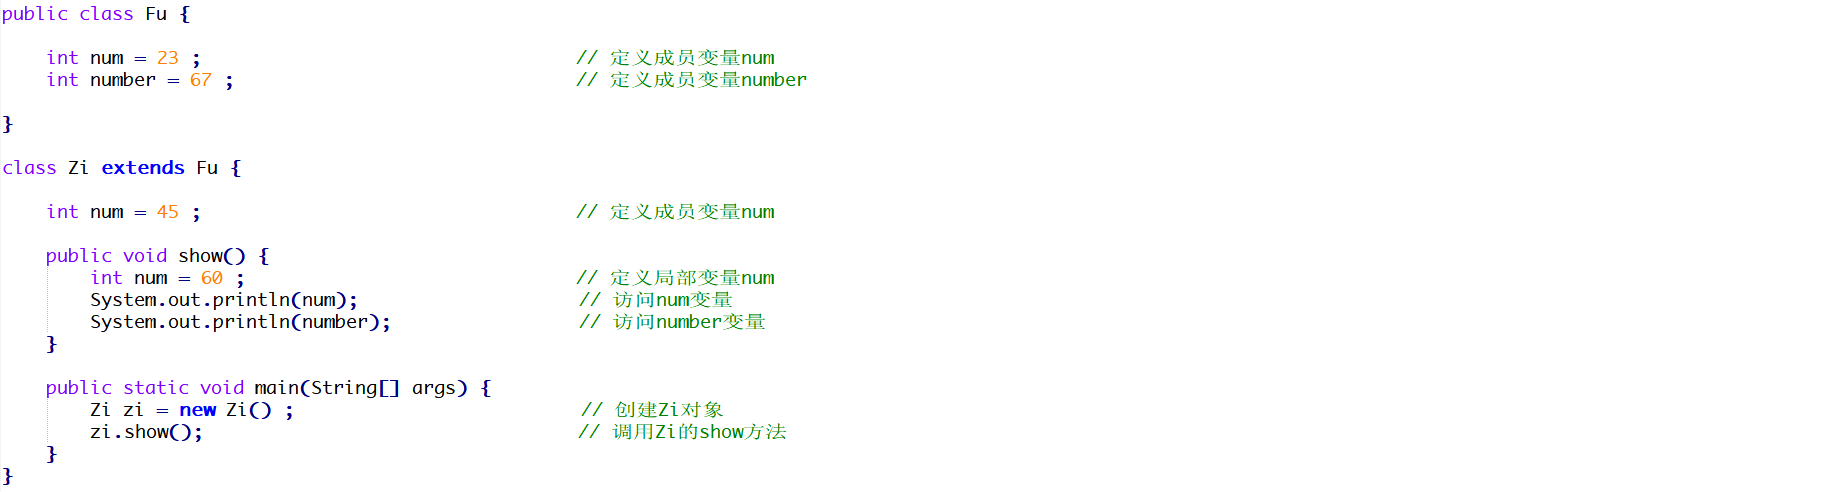 public class Fu {
int num = 23 ; // 定义成员变量num
int number = 67 ; // 定义成员变量number
}
class Zi extends Fu {
int num = 45 ; // 定义成员变量num
public void show() {
int num = 60 ; // 定义局部变量num
System.out.println(num); // 访问num变量
System.out.println(number); // 访问number变量
}
public static void main(String[] args) {
Zi zi = new Zi() ; // 创建Zi对象
zi.show(); // 调用Zi的show方法
}
}